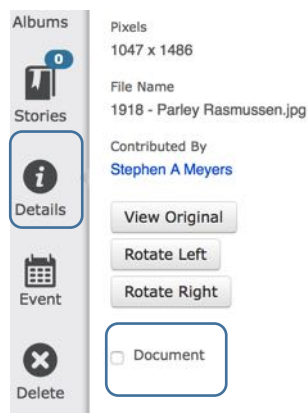 Albums
0
Stories
Details
Event
Delete
Pixels
1047 x 1486
File Name
1918 - Parley Rasmussen.jpg
Contributed By
Stephen A Meyers
View Original
Rotate Left
Rotate Right
Document